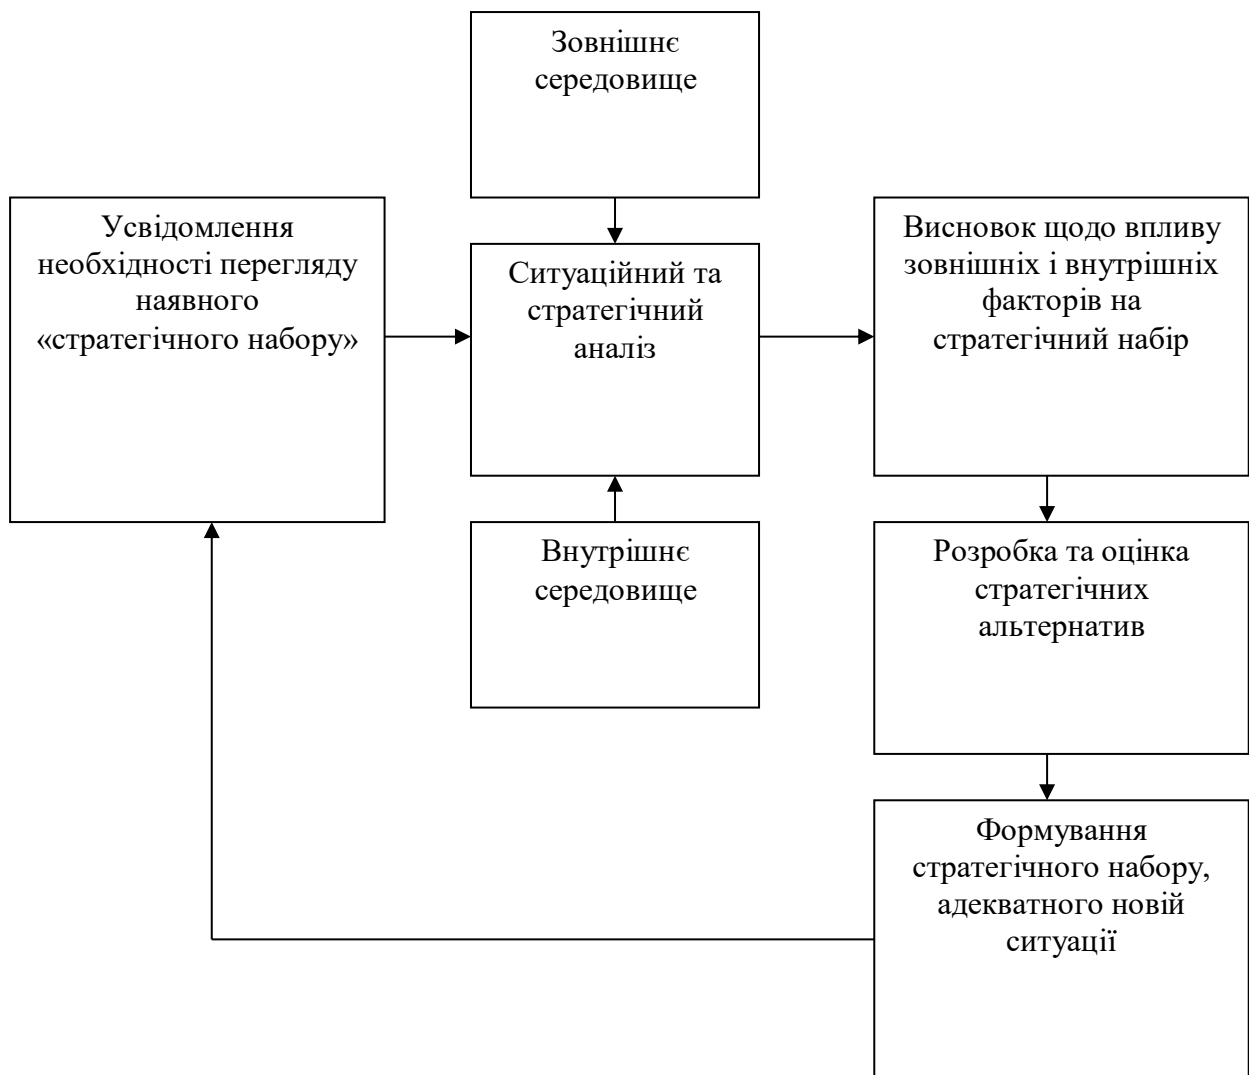 Зовнішнє
середовище
Усвідомлення
необхідності перегляду
наявного
«стратегічного набору»
Ситуаційний та
стратегічний
аналіз
Висновок щодо впливу
зовнішніх і внутрішніх
факторів на
стратегічний набір
Внутрішнє
середовище
Розробка та оцінка
стратегічних
альтернатив
Формування
стратегічного набору,
адекватного новій
ситуації